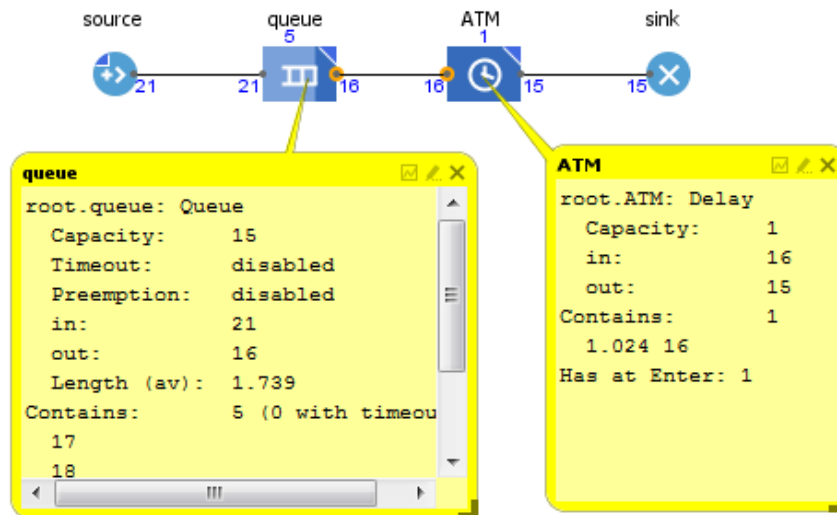 source queue ATM sink
5 1
21 21 16 16 15 15
queue
root.queue: Queue
Capacity: 15
Timeout: disabled
Preemption: disabled
in: 21
out: 16
Length (av): 1.739
Contains: 5 (0 with timeou
17
18
ATM
root.ATM: Delay
Capacity: 1
in: 16
out: 15
Contains: 1
1.024 16
Has at Enter: 1